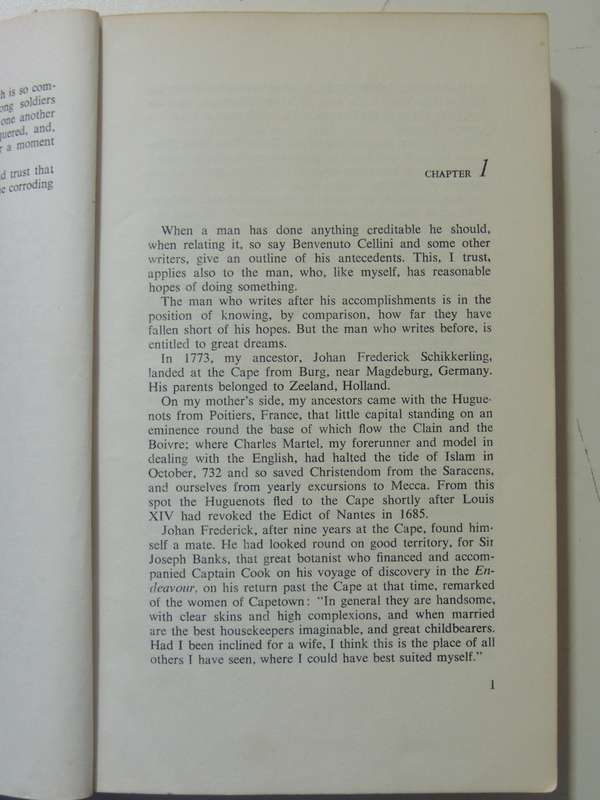 h is so com-
ong soldiers
one another
quered, and,
r a moment
d trust that
e corroding
CHAPTER 1
When a man has done anything creditable he should,
when relating it, so say Benvenuto Cellini and some other
writers, give an outline of his antecedents. This, I trust,
applies also to the man, who, like myself, has reasonable
hopes of doing something.
The man who writes after his accomplishments is in the
position of knowing, by comparison, how far they have
fallen short of his hopes. But the man who writes before, is
entitled to great dreams.
In 1773, my ancestor, Johan Frederick Schikkerling,
landed at the Cape from Burg, near Magdeburg, Germany.
His parents belonged to Zeeland, Holland.
On my mother's side, my ancestors came with the Hugue-
nots from Poitiers, France, that little capital standing on an
eminence round the base of which flow the Clain and the
Boivre; where Charles Martel, my forerunner and model in
dealing with the English, had halted the tide of Islam in
October, 732 and so saved Christendom from the Saracens,
and ourselves from yearly excursions to Mecca. From this
spot the Huguenots fled to the Cape shortly after Louis
XIV had revoked the Edict of Nantes in 1685.
Johan Frederick, after nine years at the Cape, found him-
self a mate. He had looked round on good territory, for Sir
Joseph Banks, that great botanist who financed and accom-
panied Captain Cook on his voyage of discovery in the En-
deavour, on his return past the Cape at that time, remarked
of the women of Capetown: "In general they are handsome,
with clear skins and high complexions, and when married
are the best housekeepers imaginable, and great childbearers.
Had I been inclined for a wife, I think this is the place of all
others I have seen, where I could have best suited myself."
1